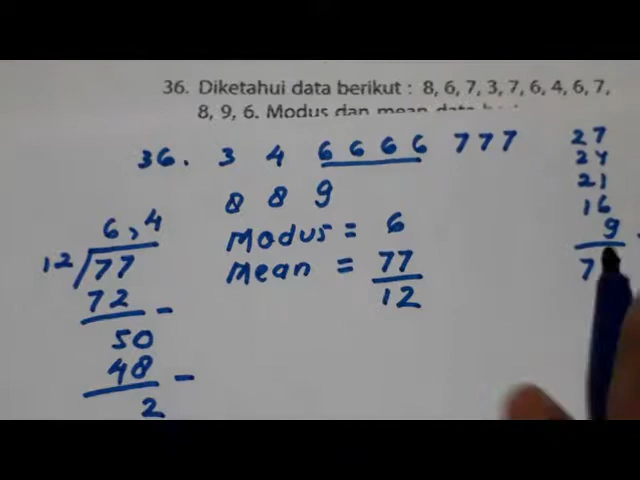 36. Diketahui data berikut : 8, 6, 7, 3, 7, 6, 4, 6, 7,
8, 9, 6. Modus dan mean data
36. 3 4 6 6 6 6 7 7 7
8 8 9
Modus = 6
Mean = 77
12
6,4
12 77
72 -
50
48 -
2
27
24
21
16
9
7